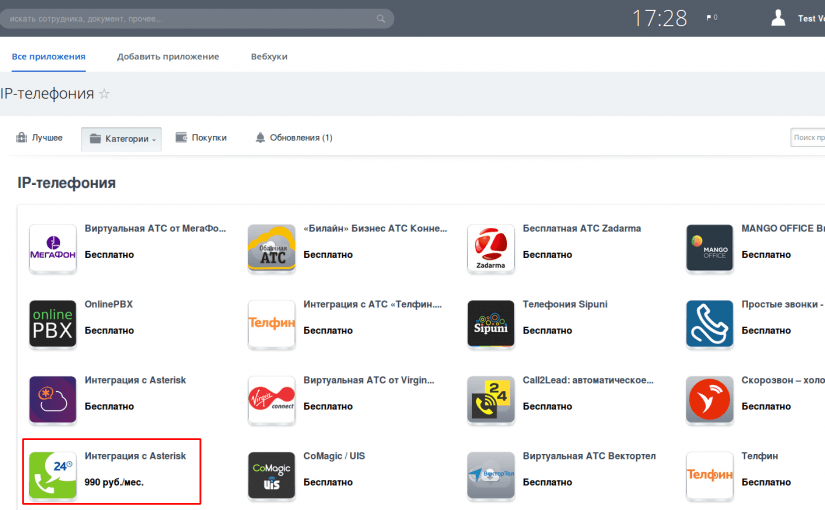 искать сотрудника, документ, прочее...
17:28
0
Test V
Все приложения
Добавить приложение
Вебхуки
IP-телефония
Лучшее
Категории
Покупки
Обновления (1)
Поиск пр
IP-телефония
Виртуальная АТС от МегаФо...
«Билайн» Бизнес АТС Конне...
Бесплатная АТС Zadarma
MANGO OFFICE В
МЕГАФОН
Бесплатно
Облачная
АТС
Бесплатно
Zadarma
Бесплатно
MANGO
OFFICE
Бесплатно
OnlinePBX
Интеграция с АТС «Телфин....
Телефония Sipuni
Простые звонки -
online
PBX
Бесплатно
Телфин
Бесплатно
Sipuni
Бесплатно
Бесплатно
Интеграция с Asterisk
Виртуальная АТС от Virgin...
Call2Lead: автоматическое...
Скорозвон – холо
Бесплатно
Virgin
connect
Бесплатно
24
Бесплатно
Бесплатно
Интеграция с Asterisk
CoMagic / UIS
Виртуальная АТС Вектортел
Телфин
24
990 руб./мес.
CoMagic
UIS
Бесплатно
ВекторТел
Бесплатно
Телфин
Бесплатно